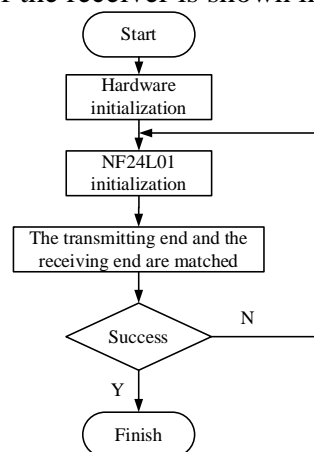 the receiver is shown
Start
Hardware
initialization
NF24L01
initialization
The transmitting end and the
receiving end are matched
Success
N
Y
Finish